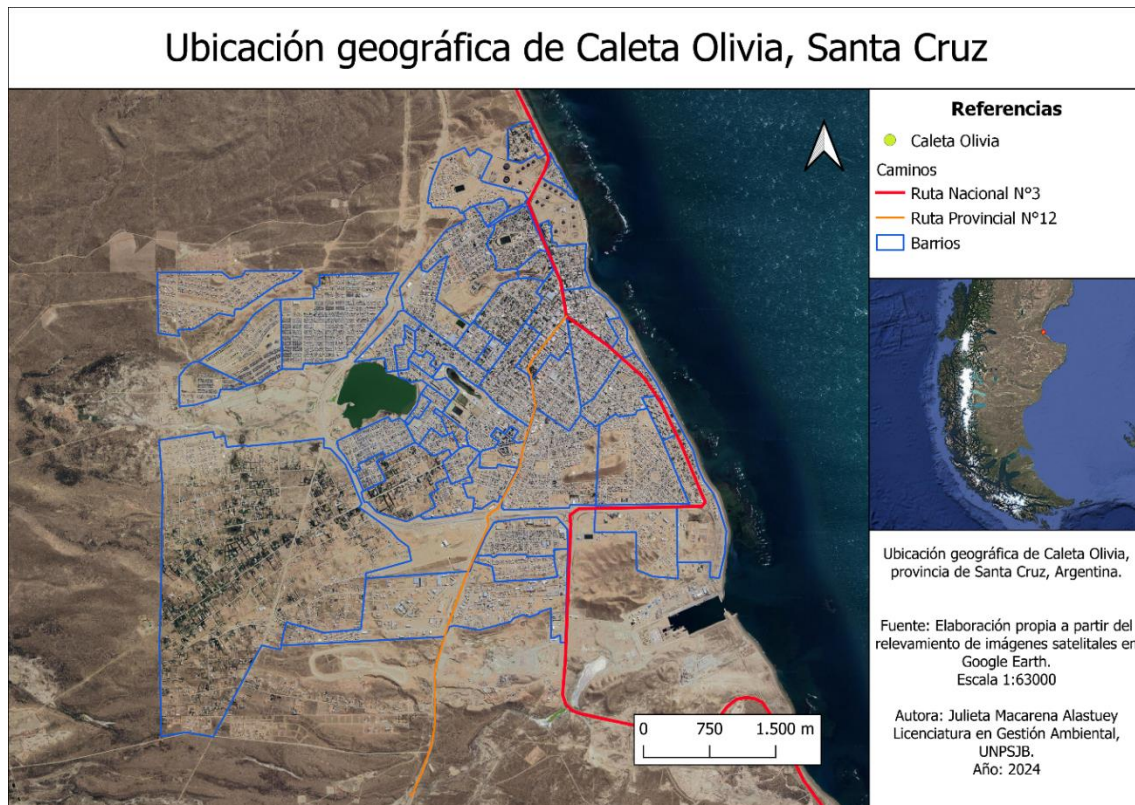 Ubicación geográfica de Caleta Olivia, Santa Cruz
Referencias
Caleta Olivia
Caminos
Ruta Nacional N°3
Ruta Provincial N°12
Barrios
Ubicación geográfica de Caleta Olivia,
provincia de Santa Cruz, Argentina.
Fuente: Elaboración propia a partir del
relevamiento de imágenes satelitales en
Google Earth.
Escala 1:63000
Autora: Julieta Macarena Alastuey
Licenciatura en Gestión Ambiental,
UNPSJB.
Año: 2024
0 750 1.500 m